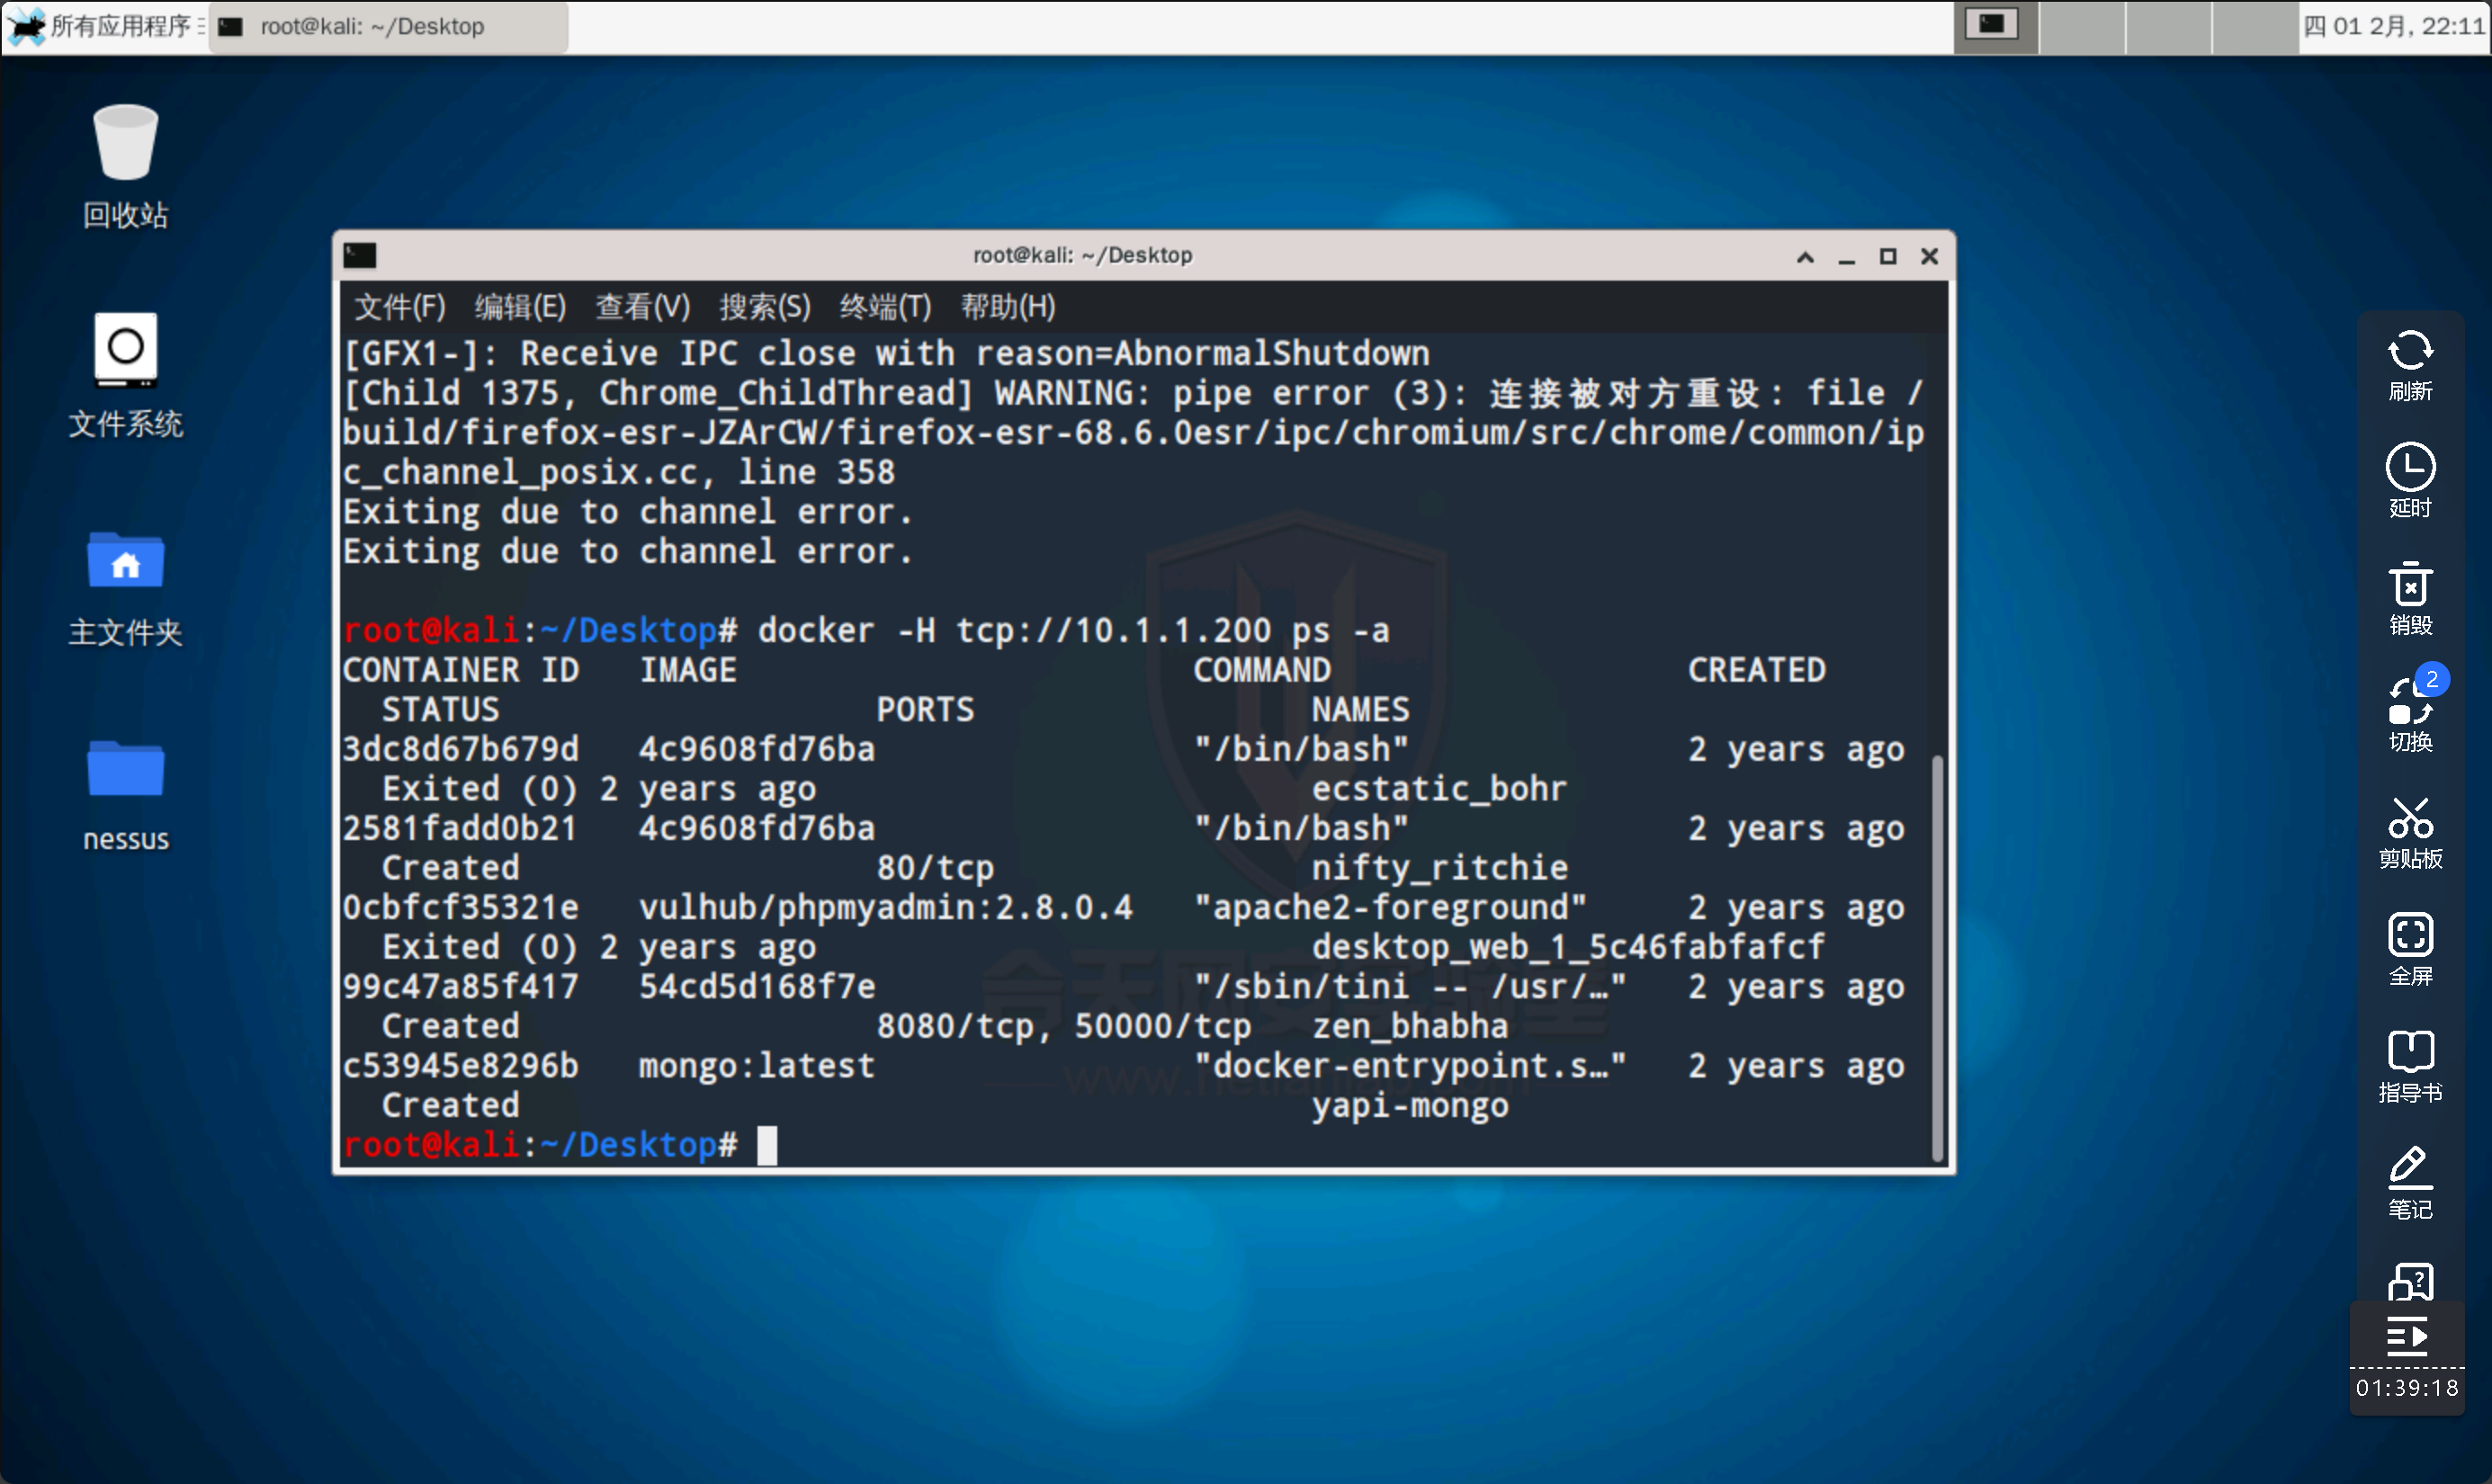 所有应用程序
root@kali: ~/Desktop
四 01 2月, 22:11
回收站
文件系统
主文件夹
nessus
root@kali: ~/Desktop
文件(F) 编辑(E) 查看(V) 搜索(S) 终端(T) 帮助(H)
[GFX1-]: Receive IPC close with reason=AbnormalShutdown
[Child 1375, Chrome_ChildThread] WARNING: pipe error (3): 连接被对方重设: file /
build/firefox-esr-JZArCW/firefox-esr-68.6.0esr/ipc/chromium/src/chrome/common/ip
c_channel_posix.cc, line 358
Exiting due to channel error.
Exiting due to channel error.
root@kali:~/Desktop# docker -H tcp://10.1.1.200 ps -a
CONTAINER ID   IMAGE                       COMMAND                  CREATED
  STATUS                   PORTS                 NAMES
3dc8d67b679d   4c9608fd76ba                "/bin/bash"              2 years ago
  Exited (0) 2 years ago                         ecstatic_bohr
2581fadd0b21   4c9608fd76ba                "/bin/bash"              2 years ago
  Created                  80/tcp                nifty_ritchie
0cbfcf35321e   vulhub/phpmyadmin:2.8.0.4   "apache2-foreground"     2 years ago
  Exited (0) 2 years ago                         desktop_web_1_5c46fabfafcf
99c47a85f417   54cd5d168f7e                "/sbin/tini -- /usr/…"   2 years ago
  Created                  8080/tcp, 50000/tcp   zen_bhabha
c53945e8296b   mongo:latest                "docker-entrypoint.s…"   2 years ago
  Created                                        yapi-mongo
root@kali:~/Desktop#
刷新
延时
销毁
2
切换
剪贴板
全屏
指导书
笔记
01:39:18